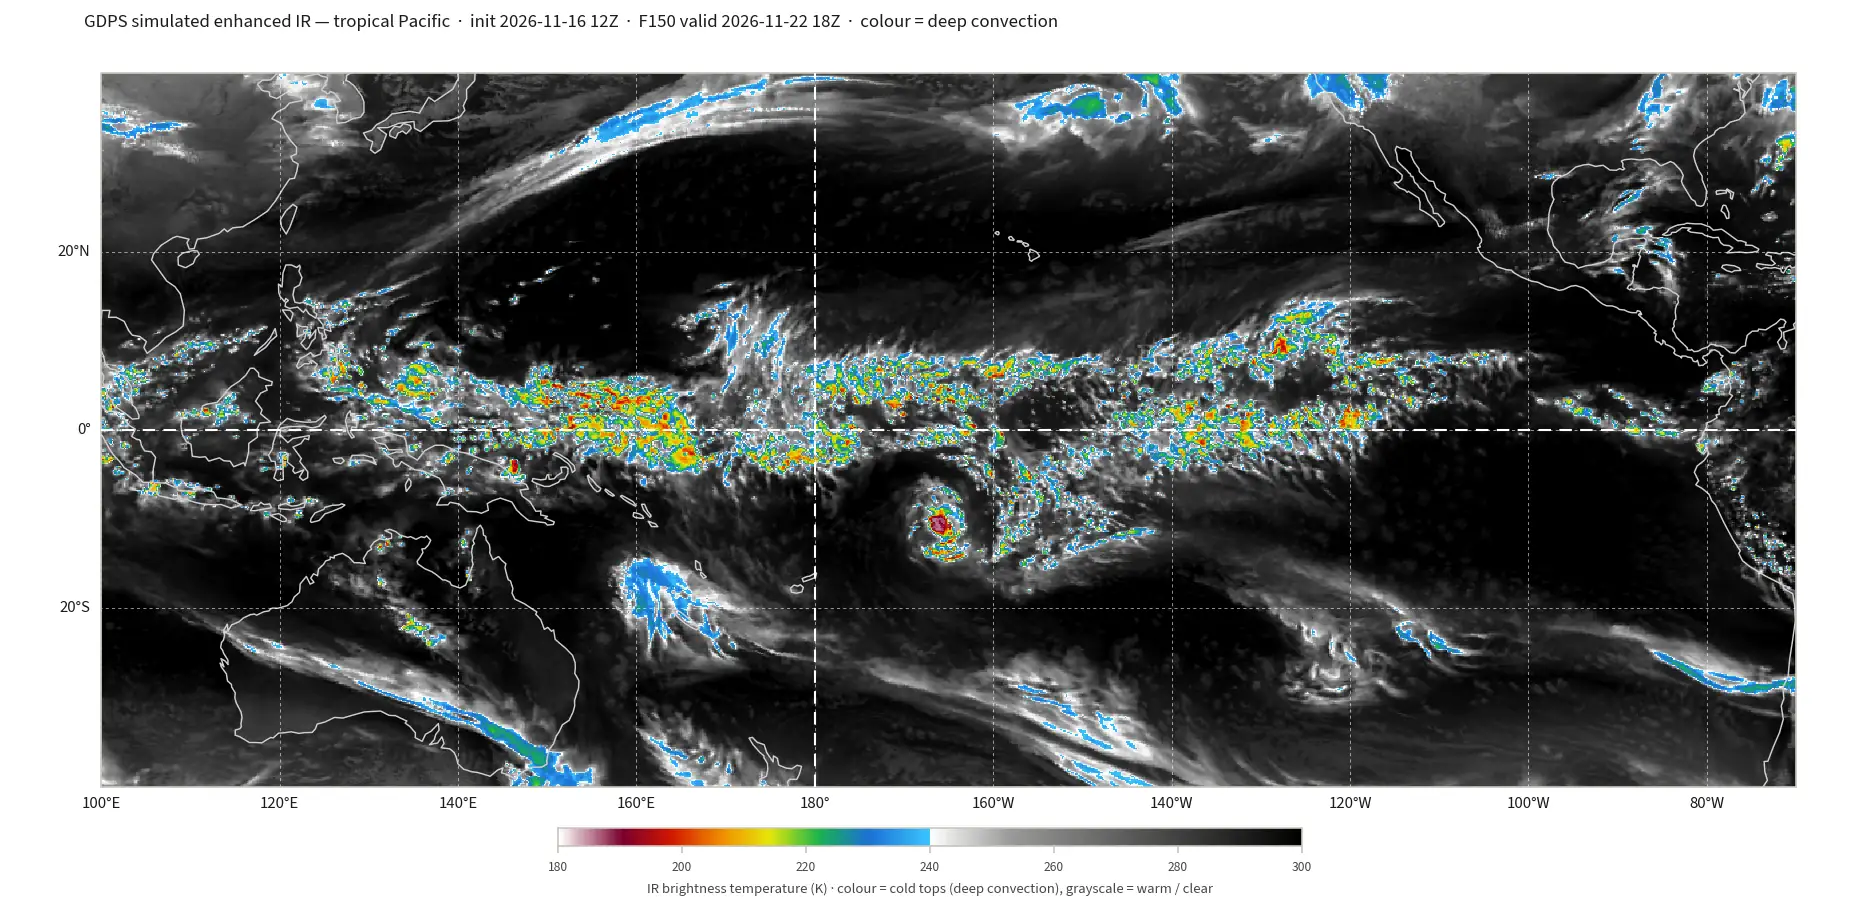 GDPS simulated enhanced IR — tropical Pacific · init 2026-11-16 12Z · F150 valid 2026-11-22 18Z · colour = deep convection
20°N
0°
20°S
100°E 120°E 140°E 160°E 180° 160°W 140°W 120°W 100°W 80°W
180 200 220 240 260 280 300
IR brightness temperature (K) · colour = cold tops (deep convection), grayscale = warm / clear